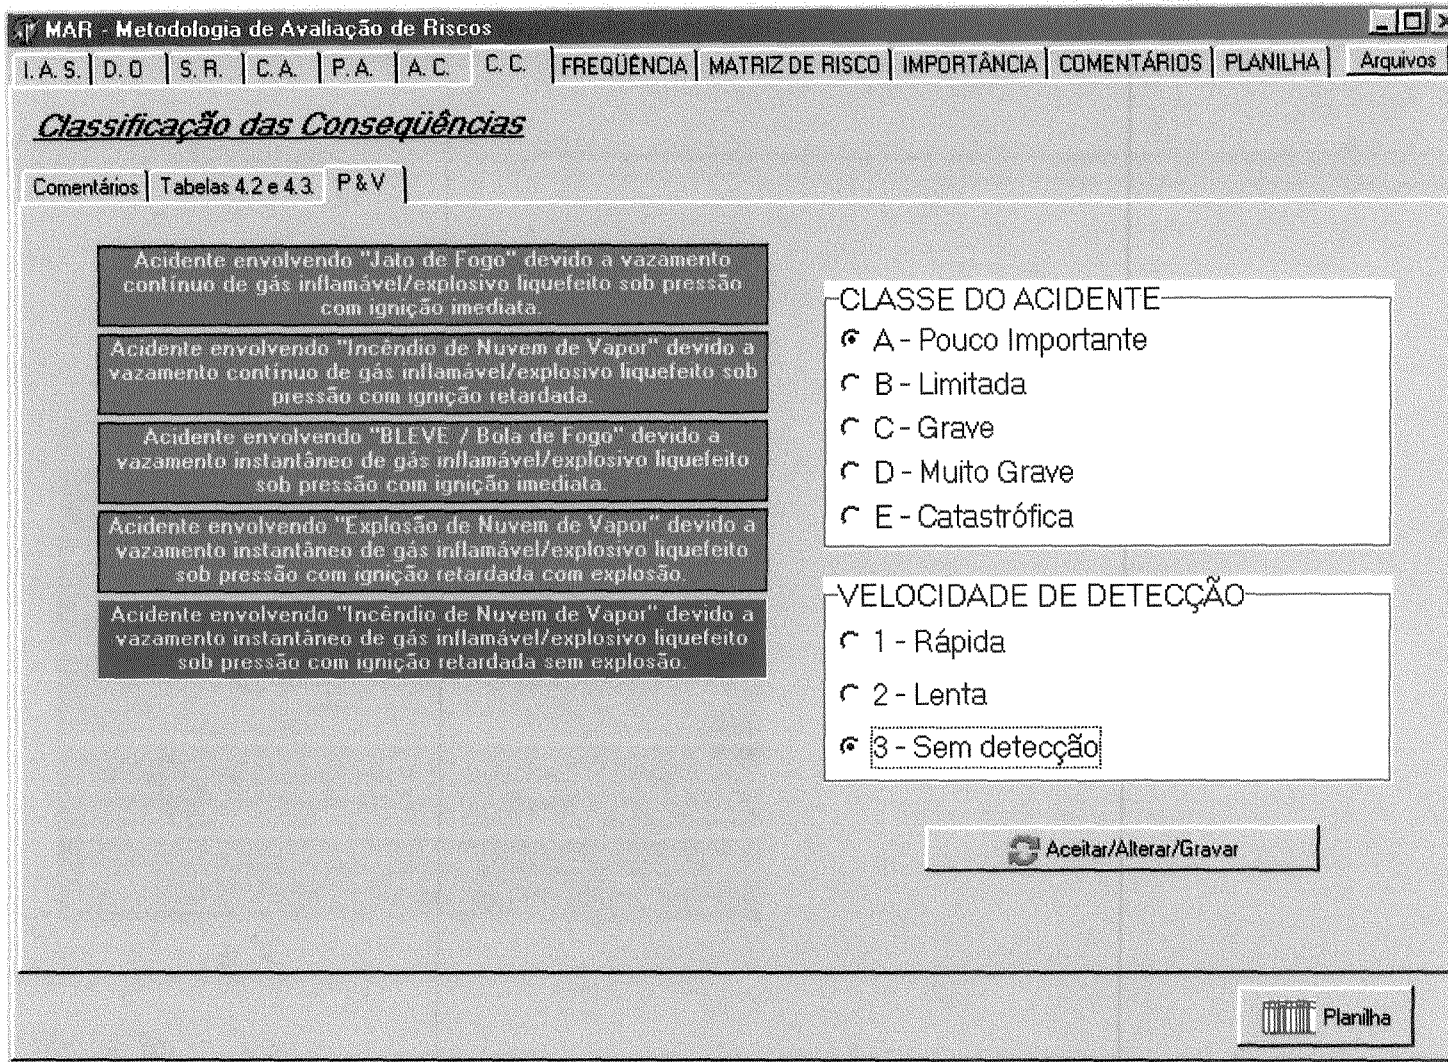 MAR - Metodologia de Avaliação de Riscos
I. A. S. D. O S. R. C.A. P.A. A.C. C. C. FREQÜÊNCIA MATRIZ DE RISCO IMPORTÂNCIA COMENTÁRIOS PLANILHA Arquivos
Classificação das Conseqüências
Comentários Tabelas 4.2 e 4.3. P & V
Acidente envolvendo "Jato de Fogo" devido a vazamento
contínuo de gás inflamável/explosivo liquefeito sob pressão
com ignição imediata.
Acidente envolvendo "Incêndio de Nuvem de Vapor" devido a
vazamento contínuo de gás inflamável/explosivo liquefeito sob
pressão com ignição retardada.
Acidente envolvendo "BLEVE / Bola de Fogo" devido a
vazamento instantâneo de gás inflamável/explosivo liquefeito
sob pressão com ignição imediata.
Acidente envolvendo "Explosão de Nuvem de Vapor" devido a
vazamento instantâneo de gás inflamável/explosivo liquefeito
sob pressão com ignição retardada com explosão.
Acidente envolvendo "Incêndio de Nuvem de Vapor" devido a
vazamento instantâneo de gás inflamável/explosivo liquefeito
sob pressão com ignição retardada sem explosão.
CLASSE DO ACIDENTE
A - Pouco Importante
B - Limitada
C - Grave
D - Muito Grave
E - Catastrófica
VELOCIDADE DE DETECÇÃO
1 - Rápida
2 - Lenta
3 - Sem detecção
Aceitar/Alterar/Gravar
Planilha